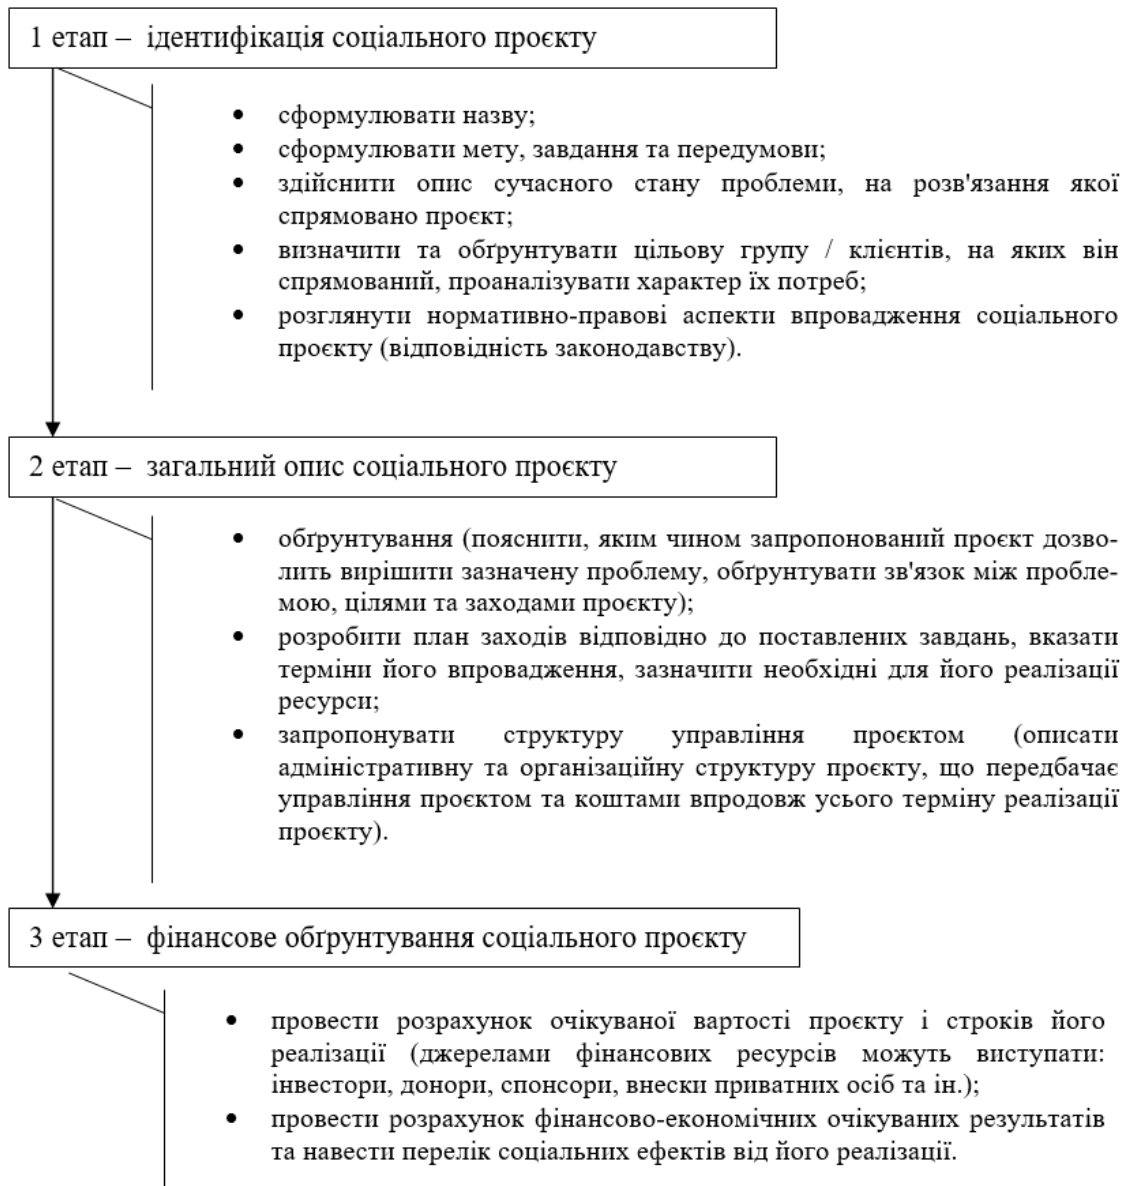 1 етап – ідентифікація соціального проєкту
• сформулювати назву;
• сформулювати мету, завдання та передумови;
• здійснити опис сучасного стану проблеми, на розв'язання якої
спрямовано проєкт;
• визначити та обґрунтувати цільову групу / клієнтів, на яких він
спрямований, проаналізувати характер їх потреб;
• розглянути нормативно-правові аспекти впровадження соціального
проєкту (відповідність законодавству).
2 етап – загальний опис соціального проєкту
• обґрунтування (пояснити, яким чином запропонований проєкт дозво-
лить вирішити зазначену проблему, обґрунтувати зв'язок між пробле-
мою, цілями та заходами проєкту);
• розробити план заходів відповідно до поставлених завдань, вказати
терміни його впровадження, зазначити необхідні для його реалізації
ресурси;
• запропонувати структуру управління проєктом (описати
адміністративну та організаційну структуру проєкту, що передбачає
управління проєктом та коштами впродовж усього терміну реалізації
проєкту).
3 етап – фінансове обґрунтування соціального проєкту
• провести розрахунок очікуваної вартості проєкту і строків його
реалізації (джерелами фінансових ресурсів можуть виступати:
інвестори, донори, спонсори, внески приватних осіб та ін.);
• провести розрахунок фінансово-економічних очікуваних результатів
та навести перелік соціальних ефектів від його реалізації.